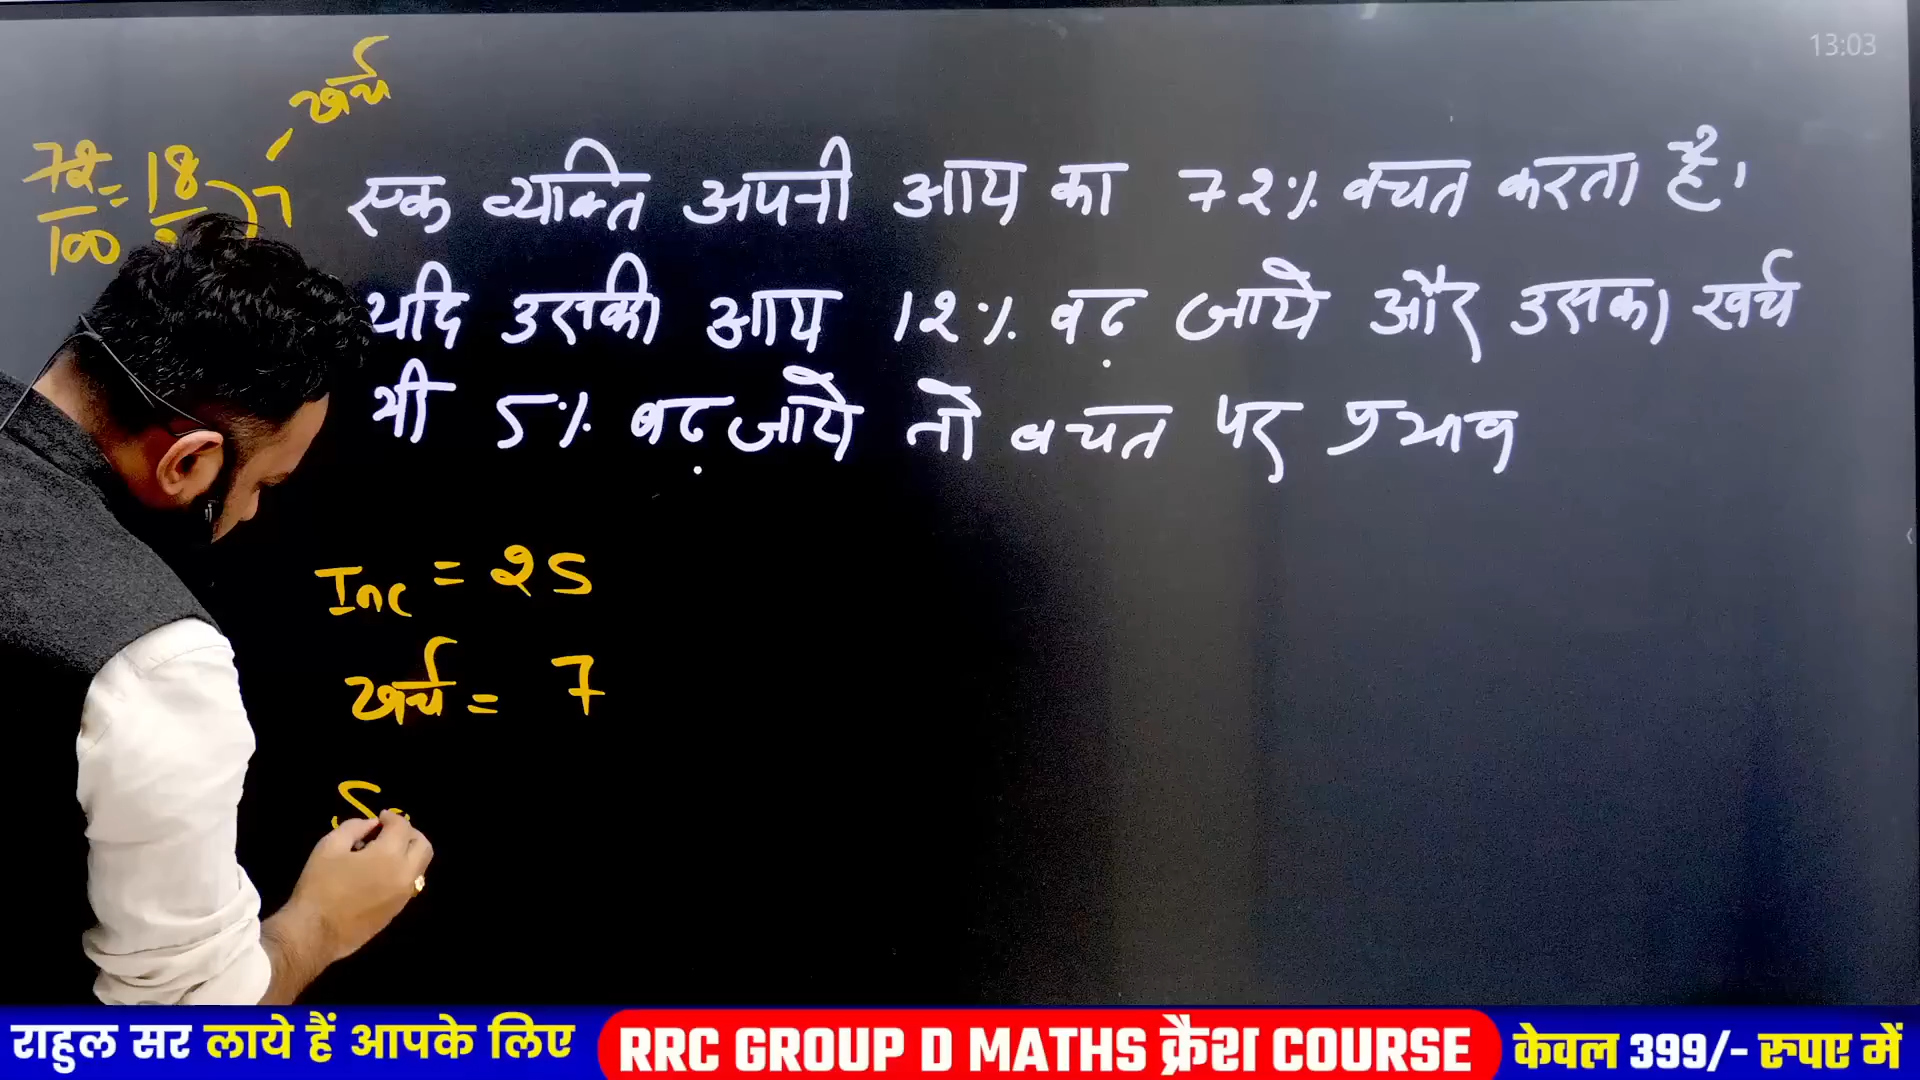 13:03
खर्च
72/100 = 18 ) 7
एक व्यक्ति अपनी आय का 72% बचत करता है।
यदि उसकी आय 12% बढ़ जाये और उसका खर्च
भी 5% बढ़ जाये तो बचत पर प्रभाव
Inc = 25
खर्च = 7
राहुल सर लाये हैं आपके लिए RRC GROUP D MATHS क्रैश COURSE केवल 399/- रुपए में